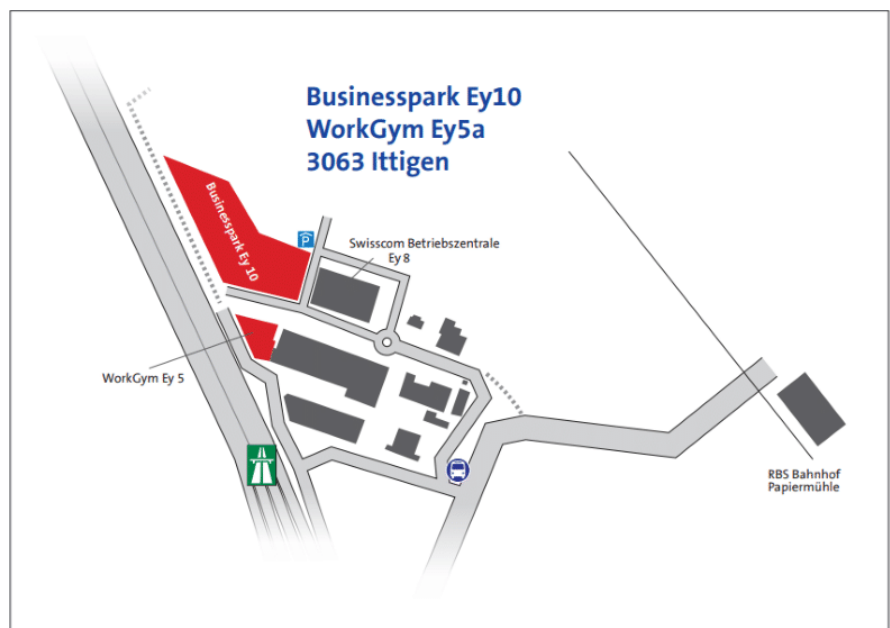 Businesspark Ey10
WorkGym Ey5a
3063 Ittigen
Businesspark Ey 10
P
Swisscom Betriebszentrale
Ey 8
WorkGym Ey 5
RBS Bahnhof
Papiermühle